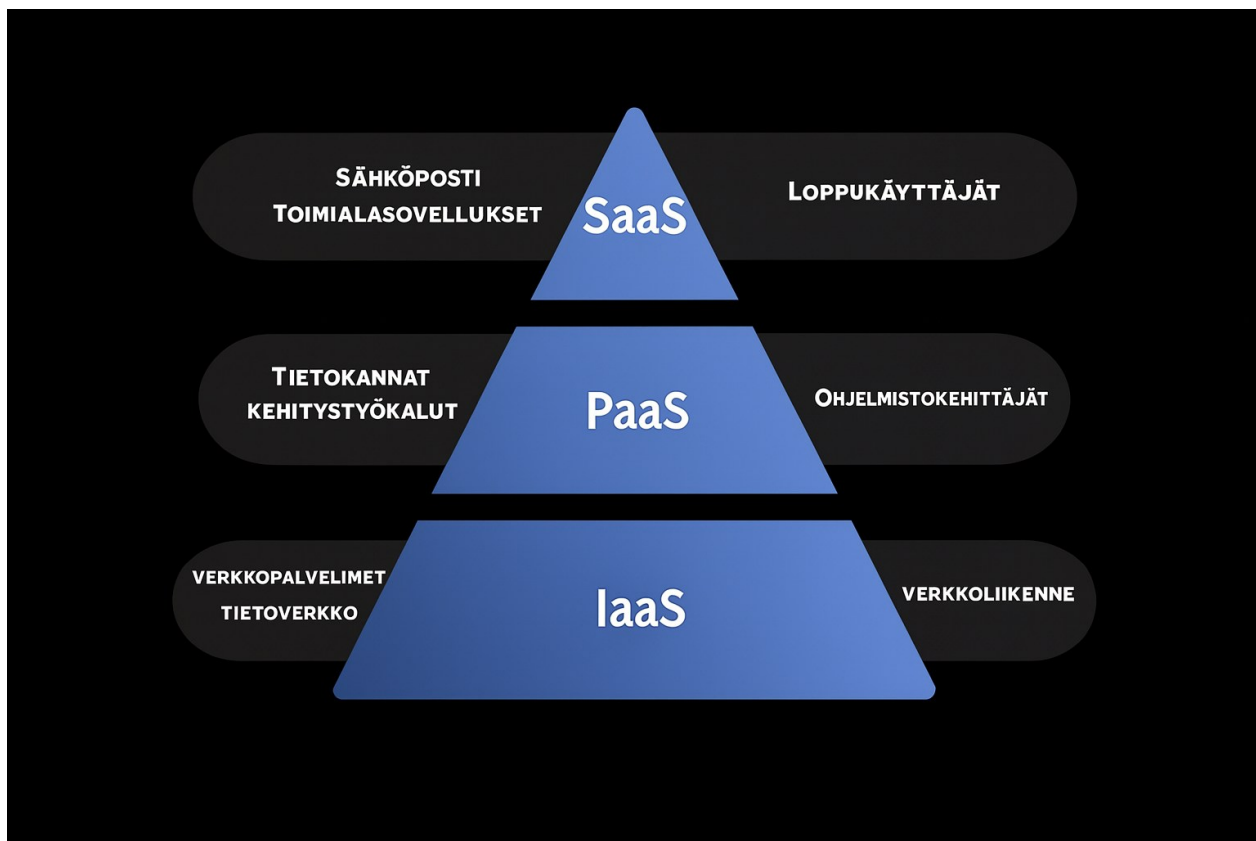 SÄHKÖPOSTI
TOIMIALASOVELLUKSET
SaaS
LOPPUKÄYTTÄJÄT
TIETOKANNAT
KEHITYSTYÖKALUT
PaaS
OHJELMISTOKEHITTÄJÄT
VERKKOPALVELIMET
TIETOVERKKO
IaaS
VERKKOLIIKENNE